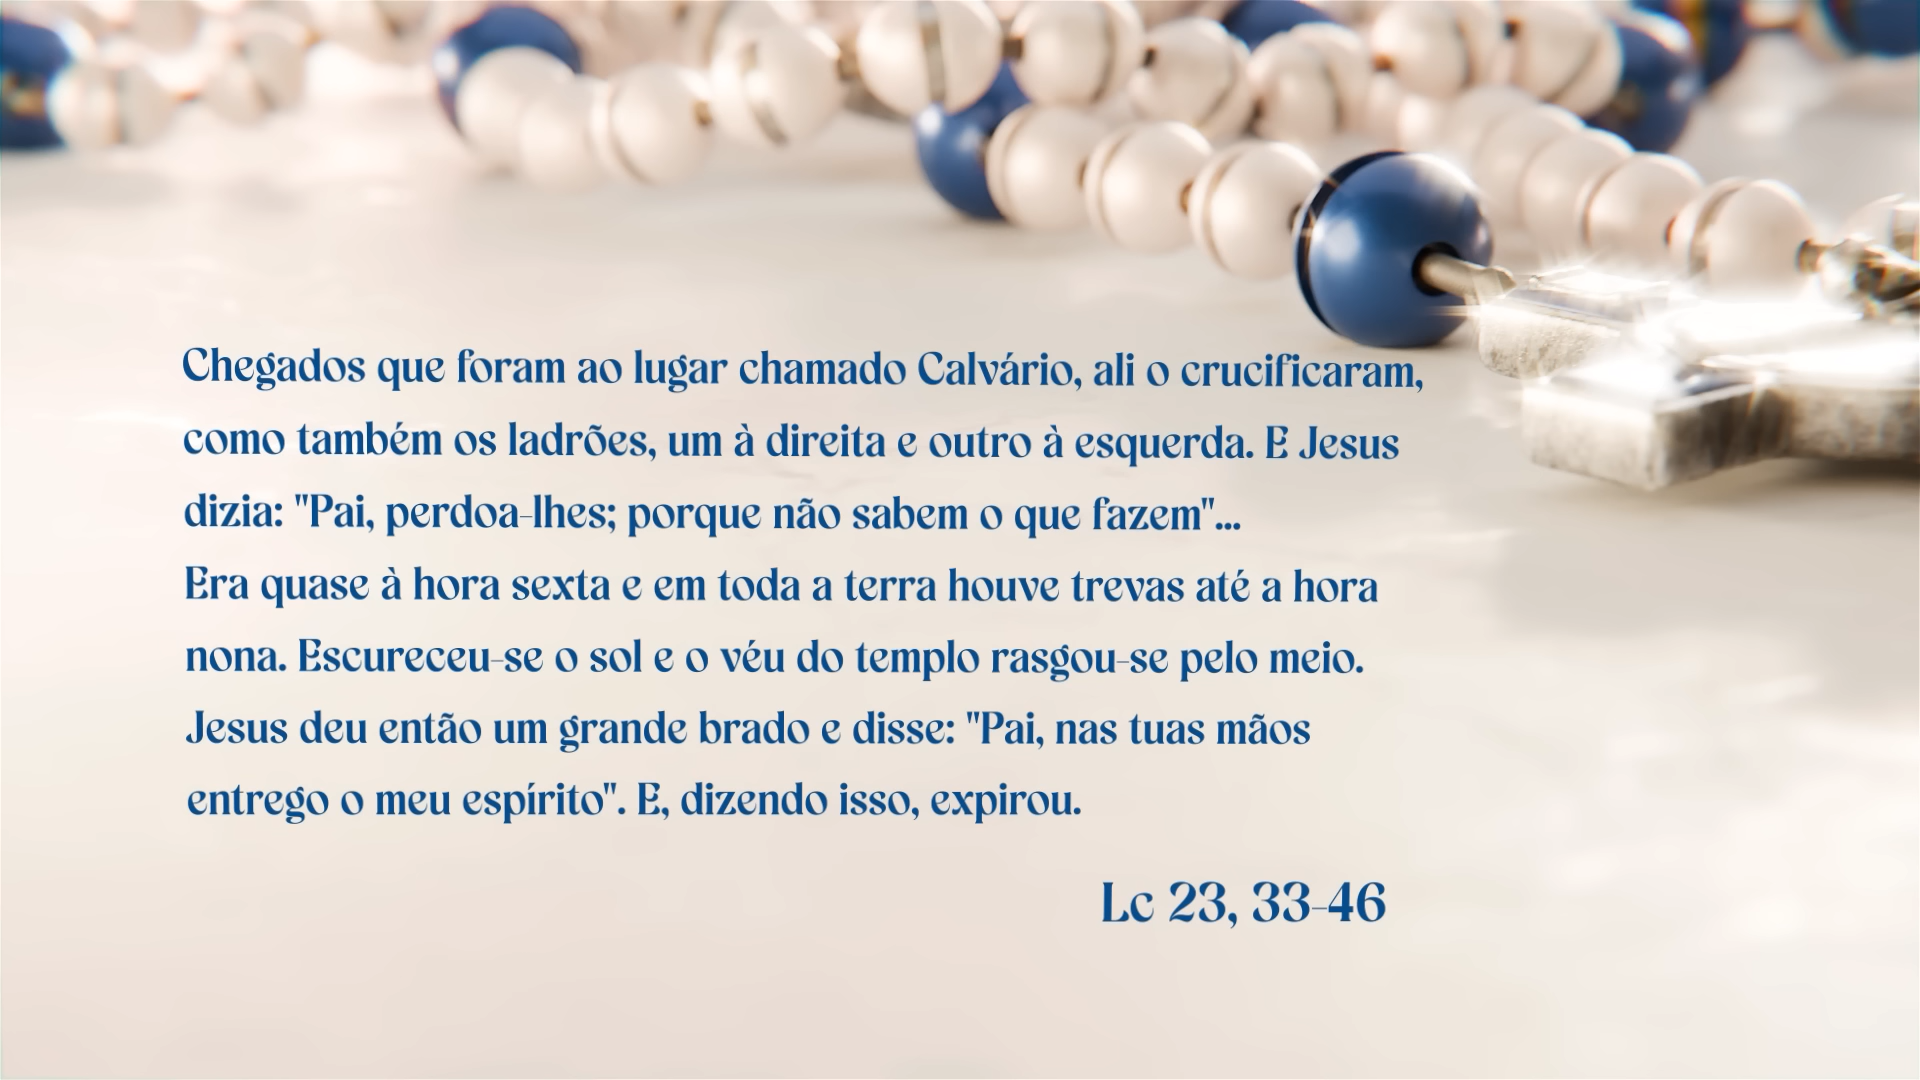 Chegados que foram ao lugar chamado Calvário, ali o crucificaram,
como também os ladrões, um à direita e outro à esquerda. E Jesus
dizia: "Pai, perdoa-lhes; porque não sabem o que fazem"...
Era quase à hora sexta e em toda a terra houve trevas até a hora
nona. Escureceu-se o sol e o véu do templo rasgou-se pelo meio.
Jesus deu então um grande brado e disse: "Pai, nas tuas mãos
entrego o meu espírito". E, dizendo isso, expirou.
Lc 23, 33-46